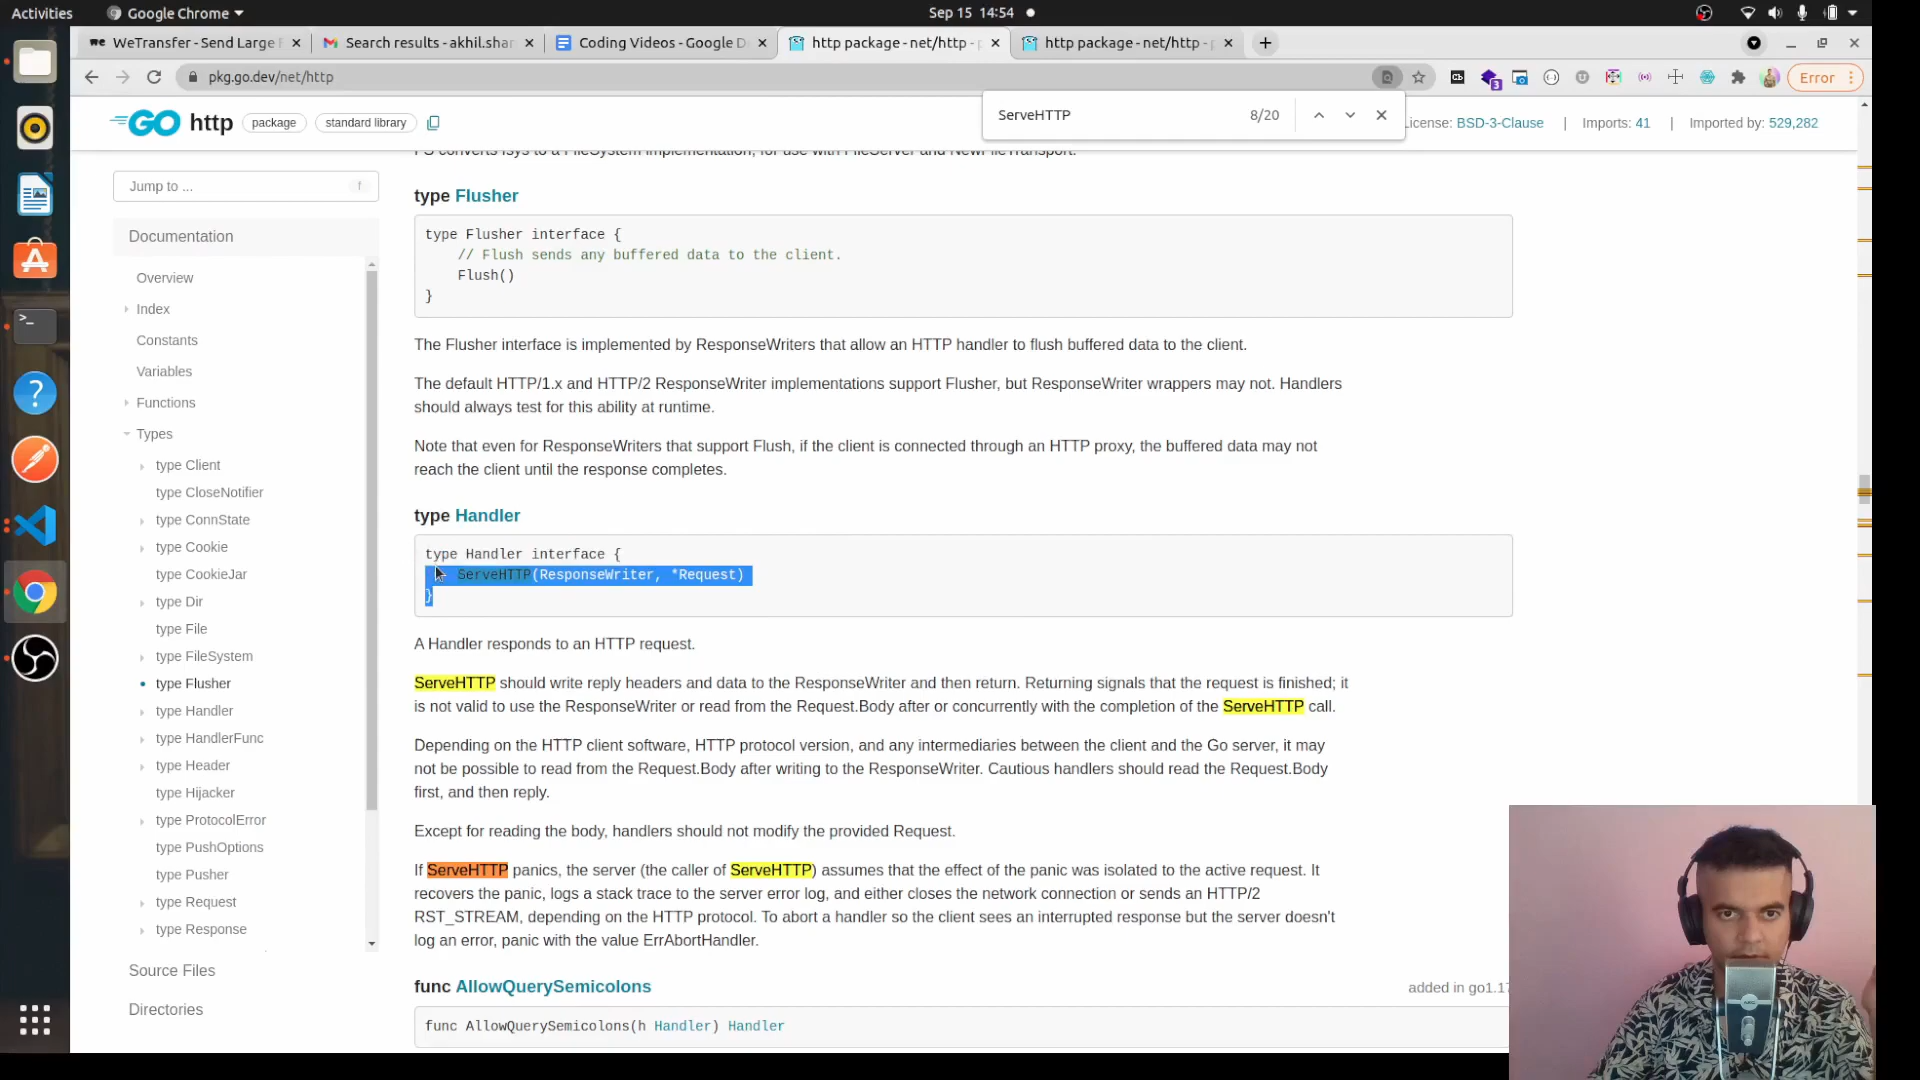 Activities
Google Chrome
Sep 15 14:54
WeTransfer - Send Large F
Search results - akhil.shar
Coding Videos - Google D
http package - net/http - p
http package - net/http - p
pkg.go.dev/net/http
Error
GO http package standard library
ServeHTTP 8/20
License: BSD-3-Clause | Imports: 41 | Imported by: 529,282
FS converts fsys to a FileSystem implementation, for use with FileServer and NewFileTransport.
Jump to ...
f
Documentation
Overview
Index
Constants
Variables
Functions
Types
type Client
type CloseNotifier
type ConnState
type Cookie
type CookieJar
type Dir
type File
type FileSystem
type Flusher
type Handler
type HandlerFunc
type Header
type Hijacker
type ProtocolError
type PushOptions
type Pusher
type Request
type Response
Source Files
Directories
type Flusher
type Flusher interface {
// Flush sends any buffered data to the client.
Flush()
}
The Flusher interface is implemented by ResponseWriters that allow an HTTP handler to flush buffered data to the client.
The default HTTP/1.x and HTTP/2 ResponseWriter implementations support Flusher, but ResponseWriter wrappers may not. Handlers
should always test for this ability at runtime.
Note that even for ResponseWriters that support Flush, if the client is connected through an HTTP proxy, the buffered data may not
reach the client until the response completes.
type Handler
type Handler interface {
ServeHTTP(ResponseWriter, *Request)
}
A Handler responds to an HTTP request.
ServeHTTP should write reply headers and data to the ResponseWriter and then return. Returning signals that the request is finished; it
is not valid to use the ResponseWriter or read from the Request.Body after or concurrently with the completion of the ServeHTTP call.
Depending on the HTTP client software, HTTP protocol version, and any intermediaries between the client and the Go server, it may
not be possible to read from the Request.Body after writing to the ResponseWriter. Cautious handlers should read the Request.Body
first, and then reply.
Except for reading the body, handlers should not modify the provided Request.
If ServeHTTP panics, the server (the caller of ServeHTTP) assumes that the effect of the panic was isolated to the active request. It
recovers the panic, logs a stack trace to the server error log, and either closes the network connection or sends an HTTP/2
RST_STREAM, depending on the HTTP protocol. To abort a handler so the client sees an interrupted response but the server doesn't
log an error, panic with the value ErrAbortHandler.
func AllowQuerySemicolons
added in go1.17
func AllowQuerySemicolons(h Handler) Handler